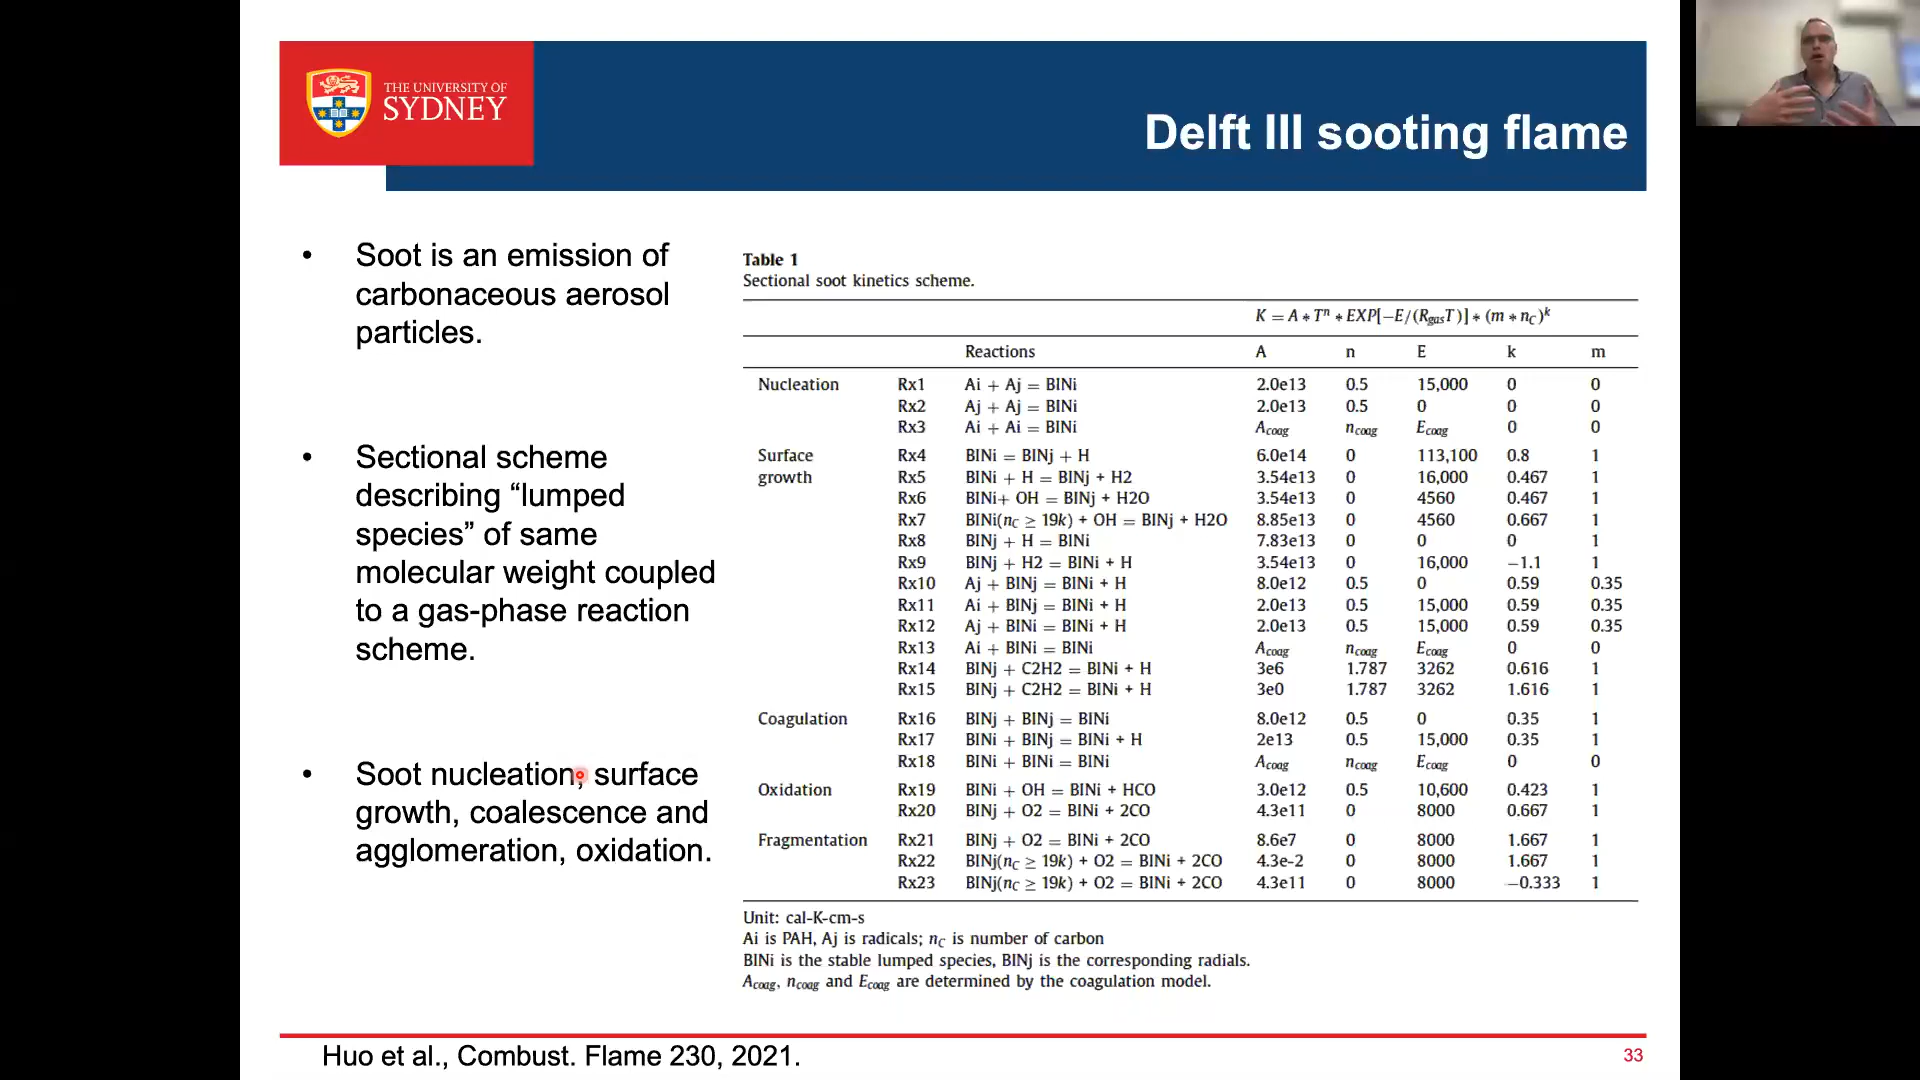 THE UNIVERSITY OF
SYDNEY
Delft III sooting flame
• Soot is an emission of
carbonaceous aerosol
particles.
• Sectional scheme
describing “lumped
species” of same
molecular weight coupled
to a gas-phase reaction
scheme.
• Soot nucleation, surface
growth, coalescence and
agglomeration, oxidation.
Table 1
Sectional soot kinetics scheme.
K = A ∗ Tⁿ ∗ EXP[−E/(R_gas T)] ∗ (m ∗ n_C)^k
Reactions A n E k m
Nucleation Rx1 Ai + Aj = BINi 2.0e13 0.5 15,000 0 0
Rx2 Aj + Aj = BINi 2.0e13 0.5 0 0 0
Rx3 Ai + Ai = BINi A_coag n_coag E_coag 0 0
Surface Rx4 BINi = BINj + H 6.0e14 0 113,100 0.8 1
growth Rx5 BINi + H = BINj + H2 3.54e13 0 16,000 0.467 1
Rx6 BINi+ OH = BINj + H2O 3.54e13 0 4560 0.467 1
Rx7 BINi(n_C ≥ 19k) + OH = BINj + H2O 8.85e13 0 4560 0.667 1
Rx8 BINj + H = BINi 7.83e13 0 0 0 1
Rx9 BINj + H2 = BINi + H 3.54e13 0 16,000 −1.1 1
Rx10 Aj + BINj = BINi + H 8.0e12 0.5 0 0.59 0.35
Rx11 Ai + BINj = BINi + H 2.0e13 0.5 15,000 0.59 0.35
Rx12 Aj + BINi = BINi + H 2.0e13 0.5 15,000 0.59 0.35
Rx13 Ai + BINi = BINi A_coag n_coag E_coag 0 0
Rx14 BINj + C2H2 = BINi + H 3e6 1.787 3262 0.616 1
Rx15 BINj + C2H2 = BINi + H 3e0 1.787 3262 1.616 1
Coagulation Rx16 BINj + BINj = BINi 8.0e12 0.5 0 0.35 1
Rx17 BINi + BINj = BINi + H 2e13 0.5 15,000 0.35 1
Rx18 BINi + BINi = BINi A_coag n_coag E_coag 0 0
Oxidation Rx19 BINi + OH = BINi + HCO 3.0e12 0.5 10,600 0.423 1
Rx20 BINj + O2 = BINi + 2CO 4.3e11 0 8000 0.667 1
Fragmentation Rx21 BINj + O2 = BINi + 2CO 8.6e7 0 8000 1.667 1
Rx22 BINj(n_C ≥ 19k) + O2 = BINi + 2CO 4.3e-2 0 8000 1.667 1
Rx23 BINj(n_C ≥ 19k) + O2 = BINi + 2CO 4.3e11 0 8000 −0.333 1
Unit: cal-K-cm-s
Ai is PAH, Aj is radicals; n_C is number of carbon
BINi is the stable lumped species, BINj is the corresponding radials.
A_coag, n_coag and E_coag are determined by the coagulation model.
Huo et al., Combust. Flame 230, 2021.
33